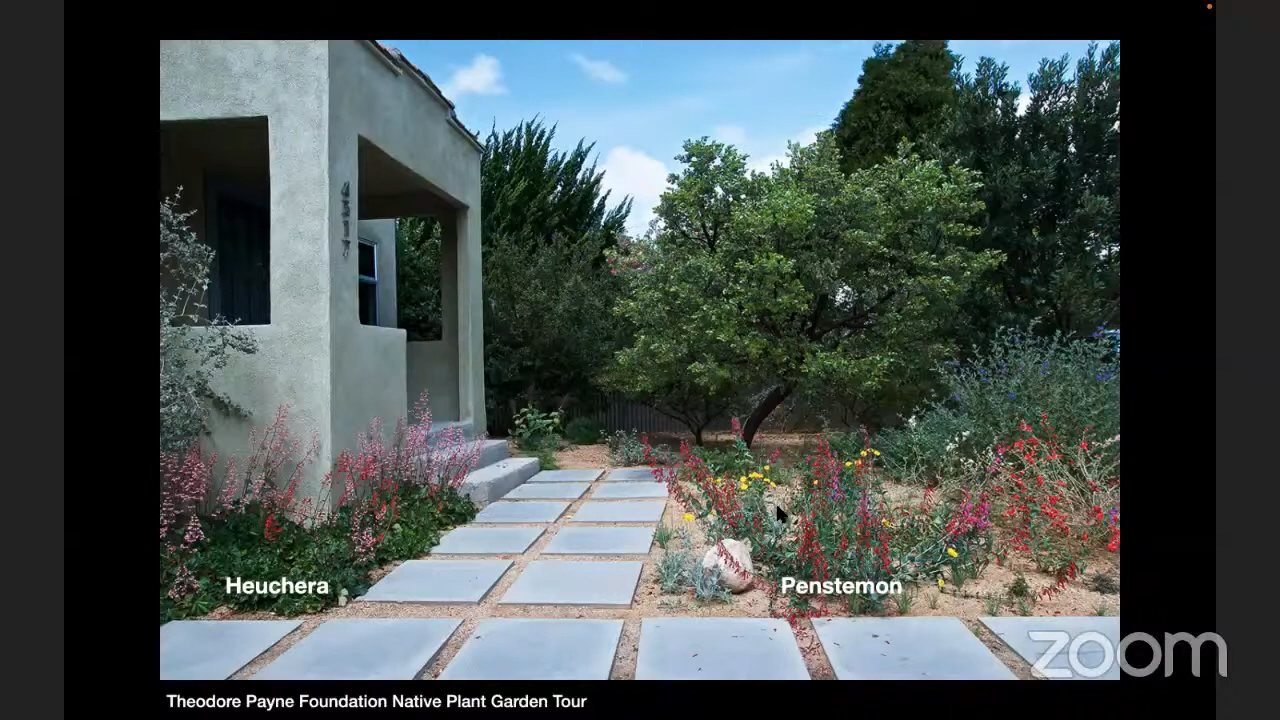 4317
Heuchera
Penstemon
zoom
Theodore Payne Foundation Native Plant Garden Tour